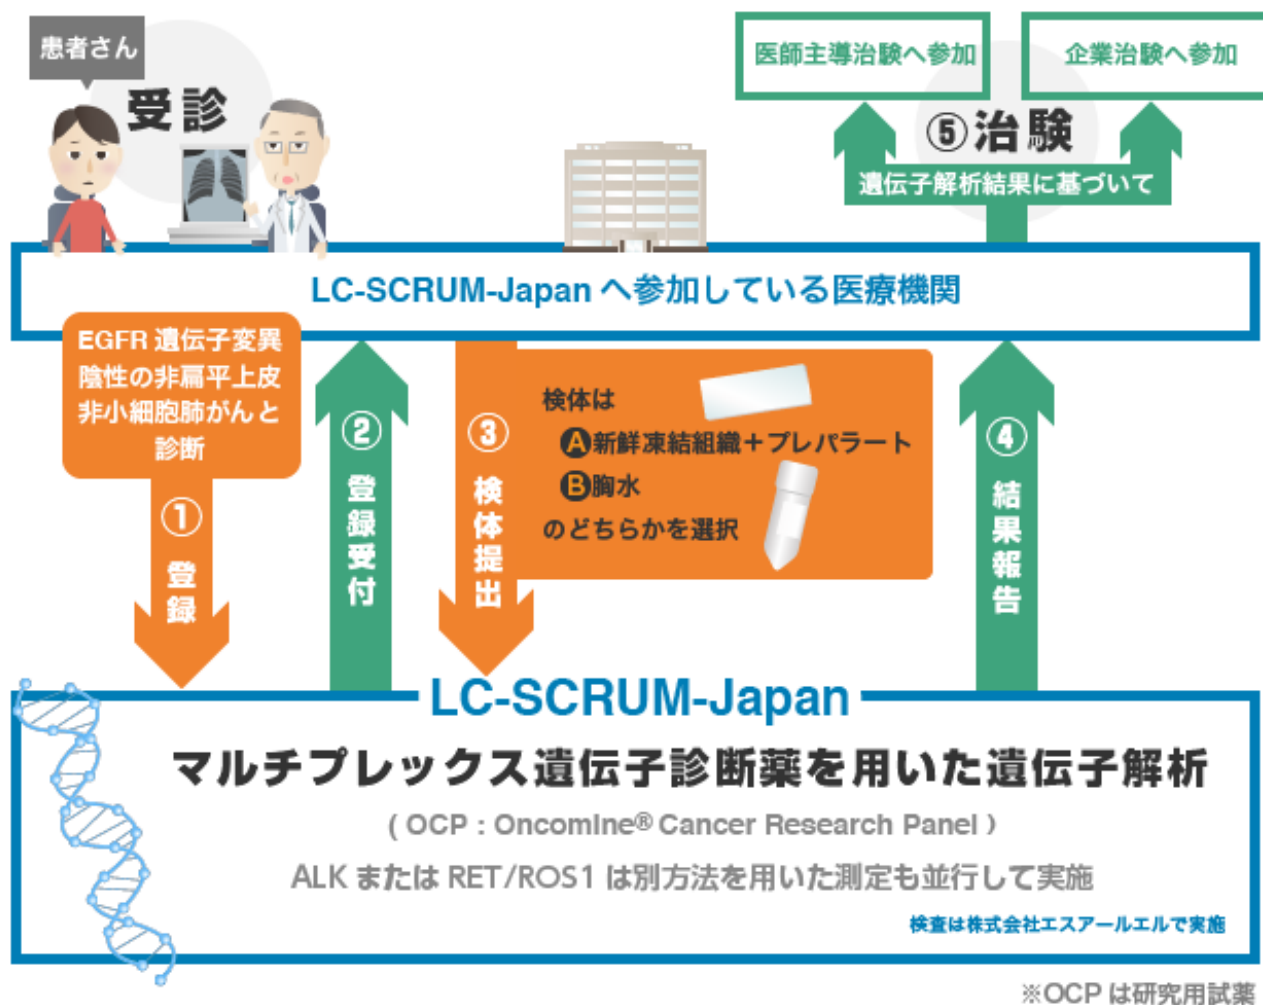 患者さん
受診
医師主導治験へ参加
企業治験へ参加
⑤治験
遺伝子解析結果に基づいて
LC-SCRUM-Japan へ参加している医療機関
EGFR 遺伝子変異
陰性の非扁平上皮
非小細胞肺がんと
診断
① 登録
② 登録受付
③ 検体提出
検体は
A新鮮凍結組織＋プレパラート
B胸水
のどちらかを選択
④ 結果報告
LC-SCRUM-Japan
マルチプレックス遺伝子診断薬を用いた遺伝子解析
( OCP : Oncomine® Cancer Research Panel )
ALK または RET/ROS1 は別方法を用いた測定も並行して実施
検査は株式会社エスアールエルで実施
※OCP は研究用試薬